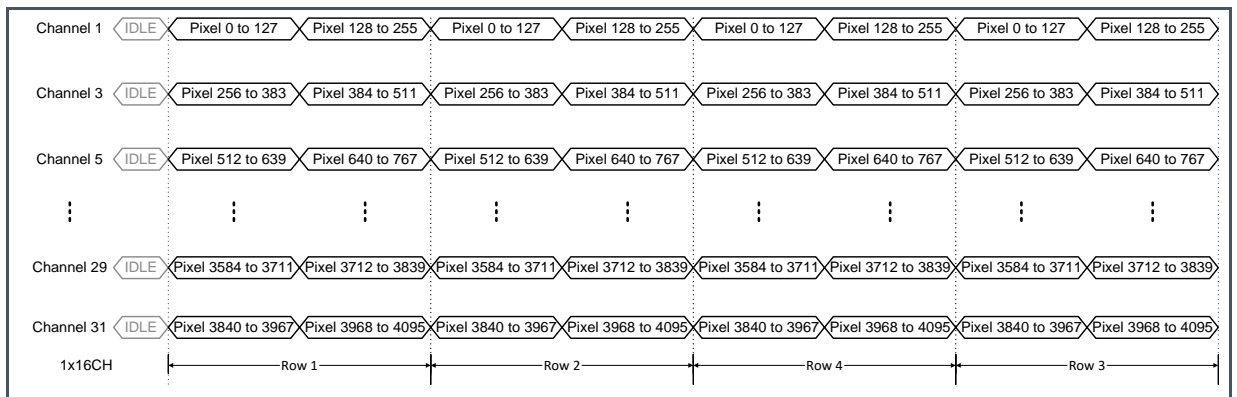 Channel 1 IDLE Pixel 0 to 127 Pixel 128 to 255 Pixel 0 to 127 Pixel 128 to 255 Pixel 0 to 127 Pixel 128 to 255 Pixel 0 to 127 Pixel 128 to 255
Channel 3 IDLE Pixel 256 to 383 Pixel 384 to 511 Pixel 256 to 383 Pixel 384 to 511 Pixel 256 to 383 Pixel 384 to 511 Pixel 256 to 383 Pixel 384 to 511
Channel 5 IDLE Pixel 512 to 639 Pixel 640 to 767 Pixel 512 to 639 Pixel 640 to 767 Pixel 512 to 639 Pixel 640 to 767 Pixel 512 to 639 Pixel 640 to 767
Channel 29 IDLE Pixel 3584 to 3711 Pixel 3712 to 3839 Pixel 3584 to 3711 Pixel 3712 to 3839 Pixel 3584 to 3711 Pixel 3712 to 3839 Pixel 3584 to 3711 Pixel 3712 to 3839
Channel 31 IDLE Pixel 3840 to 3967 Pixel 3968 to 4095 Pixel 3840 to 3967 Pixel 3968 to 4095 Pixel 3840 to 3967 Pixel 3968 to 4095 Pixel 3840 to 3967 Pixel 3968 to 4095
1x16CH Row 1 Row 2 Row 4 Row 3